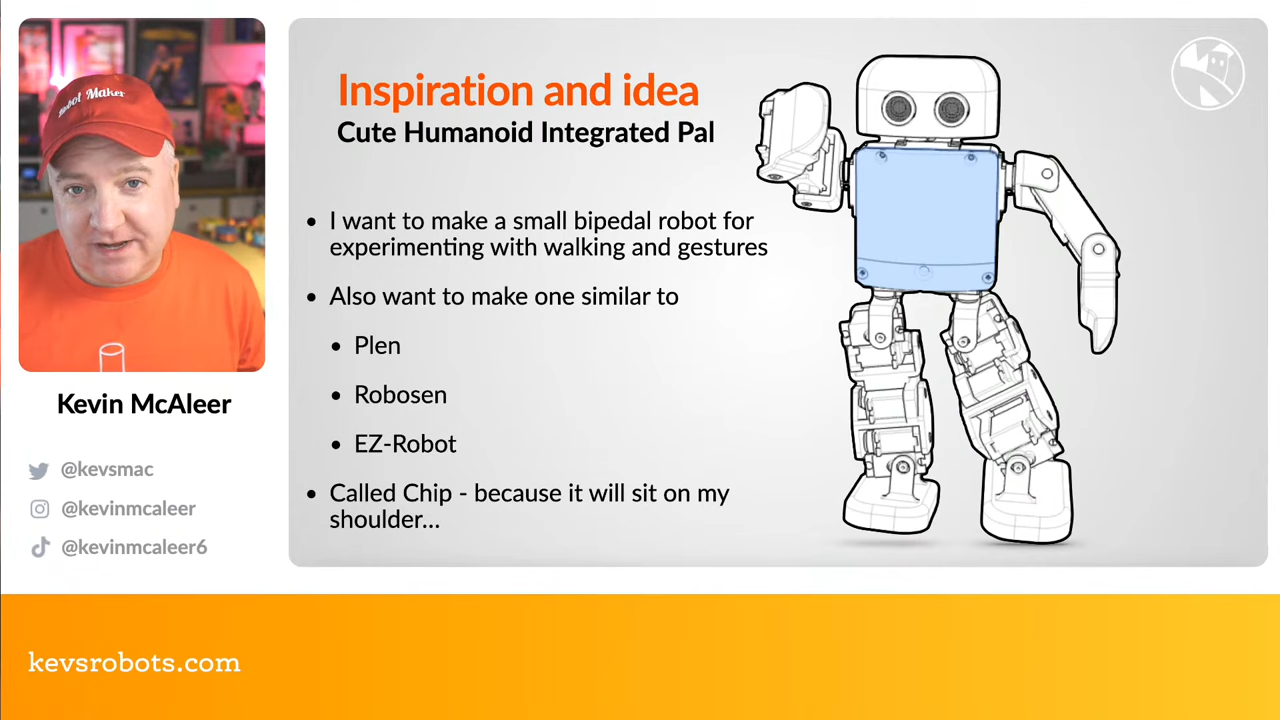 Robot Maker
Kevin McAleer
@kevsmac
@kevinmcaleer
@kevinmcaleer6
Inspiration and idea
Cute Humanoid Integrated Pal
• I want to make a small bipedal robot for
experimenting with walking and gestures
• Also want to make one similar to
• Plen
• Robosen
• EZ-Robot
• Called Chip - because it will sit on my
shoulder...
kevsrobots.com